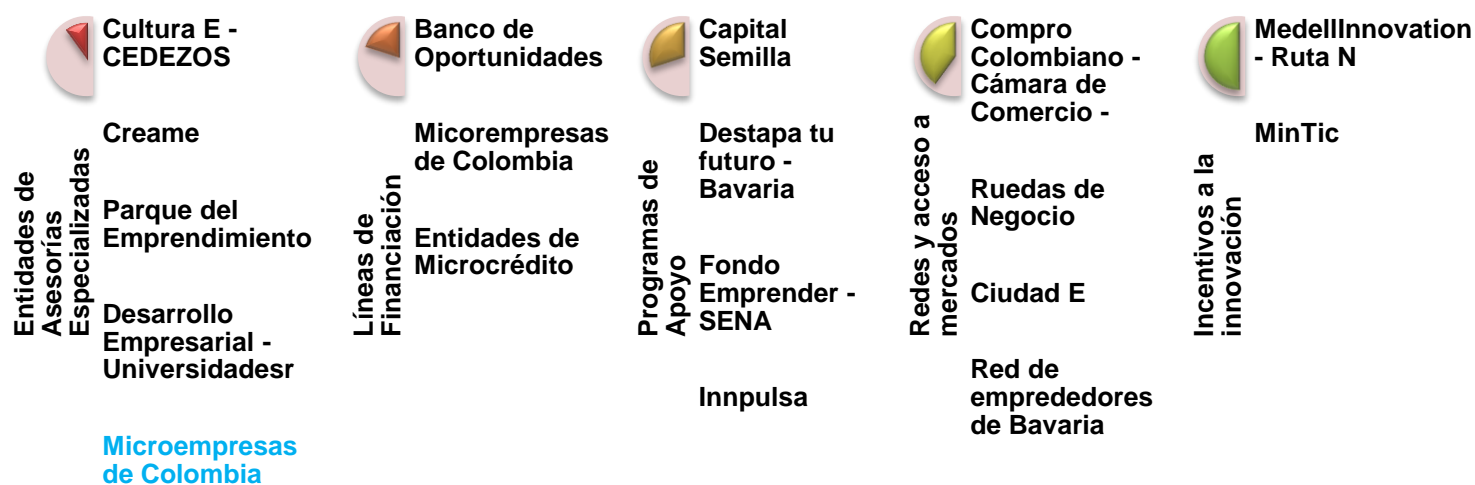 Entidades de
Asesorías
Especializadas
Cultura E -
CEDEZOS
Creame
Parque del
Emprendimiento
Desarrollo
Empresarial -
Universidadesr
Microempresas
de Colombia
Líneas de
Financiación
Banco de
Oportunidades
Micorempresas
de Colombia
Entidades de
Microcrédito
Programas de
Apoyo
Capital
Semilla
Destapa tu
futuro -
Bavaria
Fondo
Emprender -
SENA
Innpulsa
Redes y acceso a
mercados
Compro
Colombiano -
Cámara de
Comercio -
Ruedas de
Negocio
Ciudad E
Red de
emprededores
de Bavaria
Incentivos a la
innovación
MedellInnovation
- Ruta N
MinTic